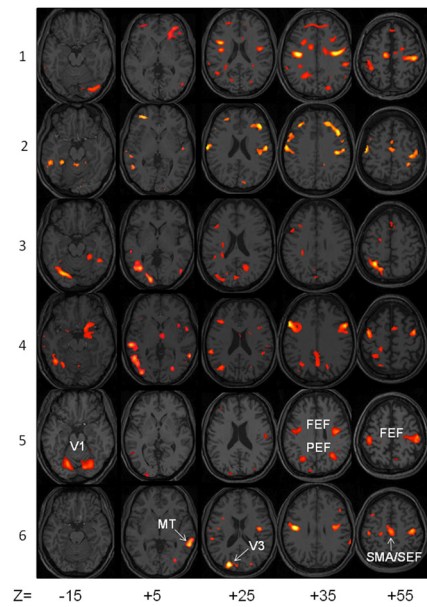 1
2
3
4
V1
FEF
PEF
FEF
5
MT
V3
SMA/SEF
6
Z= -15 +5 +25 +35 +55